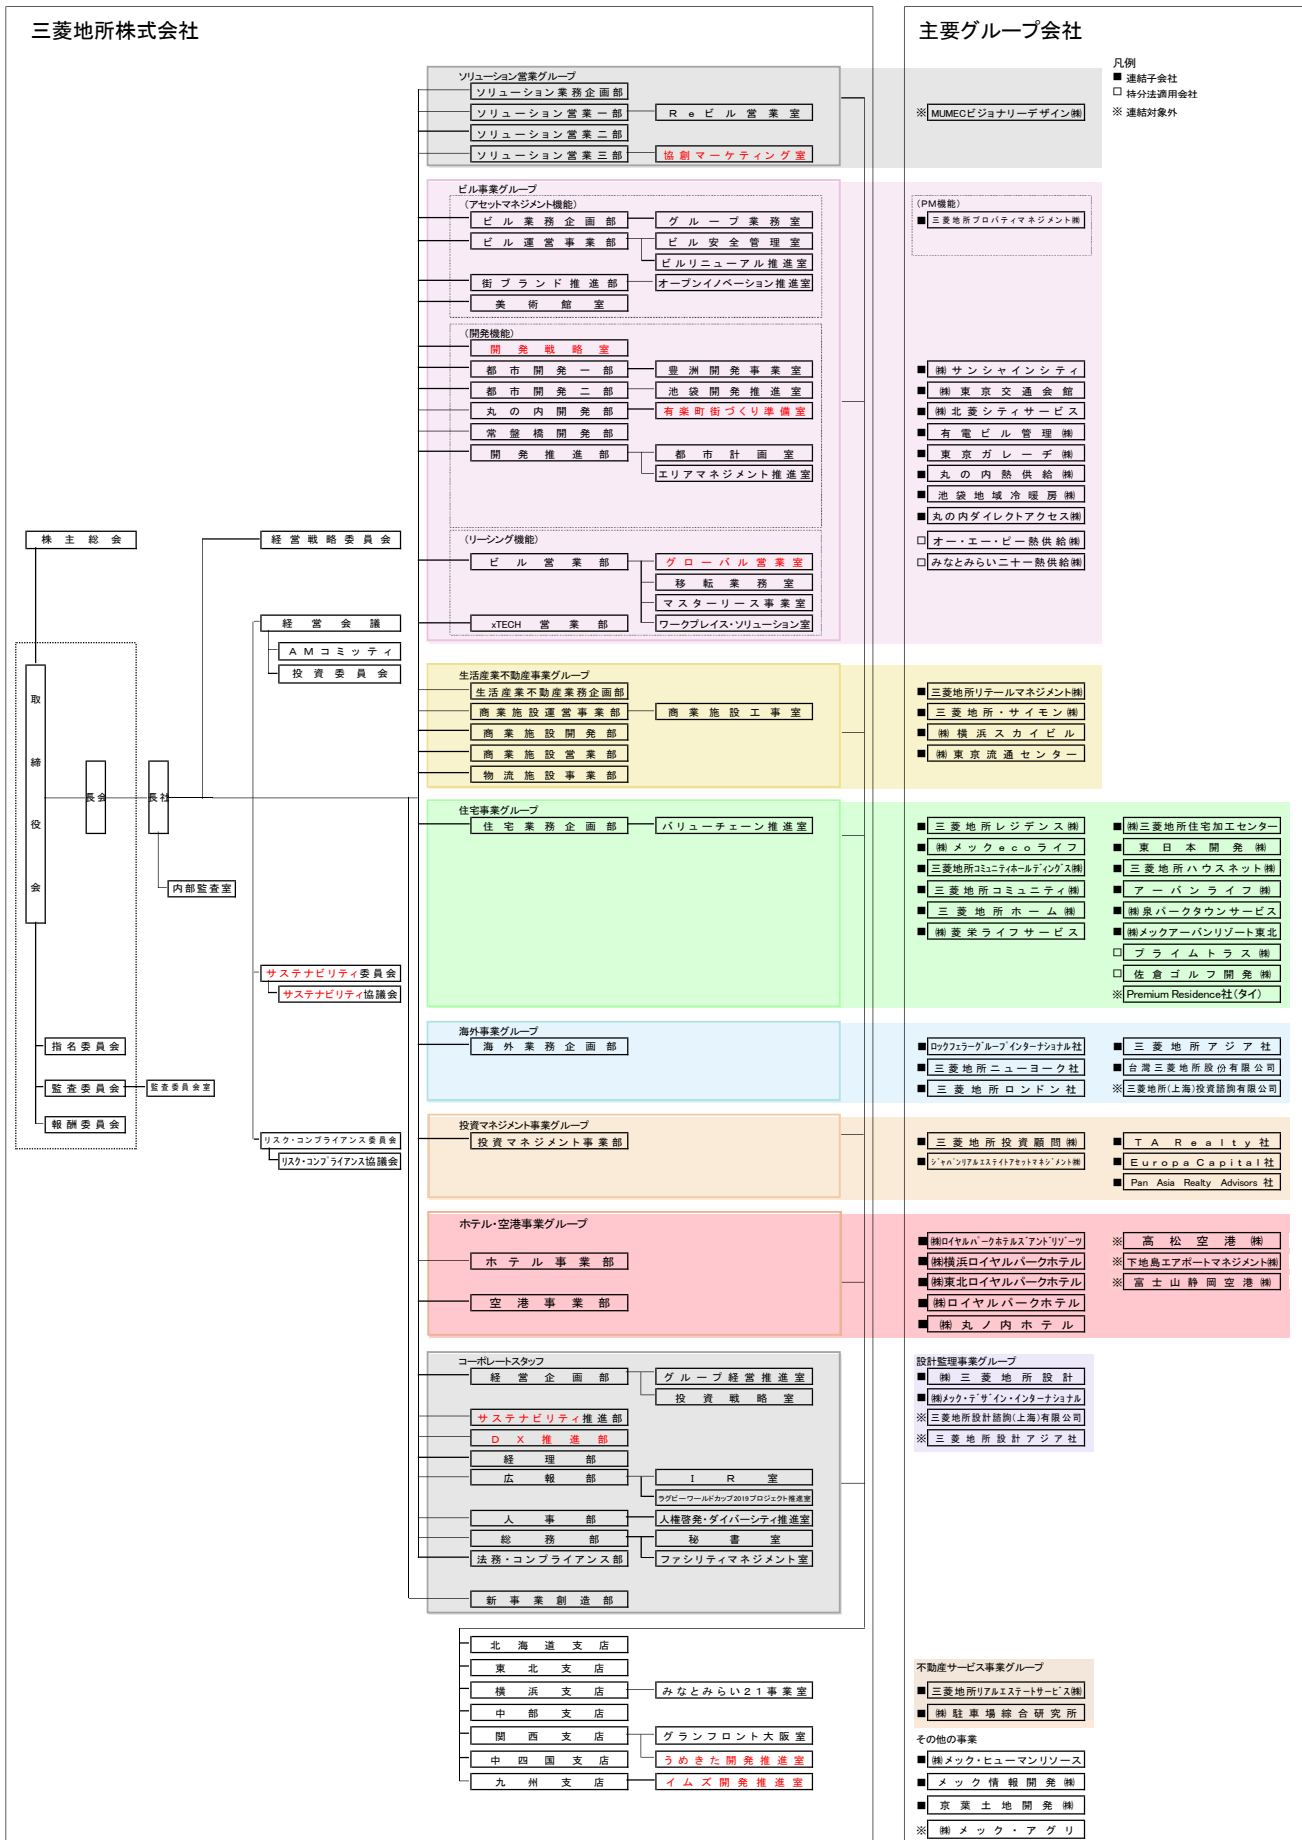 三菱地所株式会社
株主総会
取締役会
長会
長社
内部監査室
指名委員会
監査委員会
監査委員会室
報酬委員会
経営戦略委員会
経営会議
AMコミッティ
投資委員会
サステナビリティ委員会
サステナビリティ協議会
リスク・コンプライアンス委員会
リスク・コンプライアンス協議会
ソリューション営業グループ
ソリューション業務企画部
ソリューション営業一部
Reビル営業室
ソリューション営業二部
ソリューション営業三部
協創マーケティング室
ビル事業グループ
(アセットマネジメント機能)
ビル業務企画部
グループ業務室
ビル運営事業部
ビル安全管理室
ビルリニューアル推進室
街ブランド推進部
オープンイノベーション推進室
美術館室
(開発機能)
開発戦略室
都市開発一部
豊洲開発事業室
都市開発二部
池袋開発推進室
丸の内開発部
有楽町街づくり準備室
常盤橋開発部
開発推進部
都市計画室
エリアマネジメント推進室
(リーシング機能)
ビル営業部
グローバル営業室
移転業務室
マスターリース事業室
xTECH営業部
ワークプレイス・ソリューション室
生活産業不動産事業グループ
生活産業不動産業務企画部
商業施設運営事業部
商業施設工事室
商業施設開発部
商業施設営業部
物流施設事業部
住宅事業グループ
住宅業務企画部
バリューチェーン推進室
海外事業グループ
海外業務企画部
投資マネジメント事業グループ
投資マネジメント事業部
ホテル・空港事業グループ
ホテル事業部
空港事業部
コーポレートスタッフ
経営企画部
グループ経営推進室
投資戦略室
サステナビリティ推進部
DX推進部
経理部
広報部
IR室
ラグビーワールドカップ2019プロジェクト推進室
人事部
人権啓発・ダイバーシティ推進室
総務部
秘書室
法務・コンプライアンス部
ファシリティマネジメント室
新事業創造部
北海道支店
東北支店
横浜支店
みなとみらい21事業室
中部支店
関西支店
グランフロント大阪室
中四国支店
うめきた開発推進室
九州支店
イムズ開発推進室
主要グループ会社
凡例
■ 連結子会社
□ 持分法適用会社
※ 連結対象外
※ MUMECビジョナリーデザイン㈱
(PM機能)
■ 三菱地所プロパティマネジメント㈱
■ ㈱サンシャインシティ
■ ㈱東京交通会館
■ ㈱北菱シティサービス
■ 有電ビル管理㈱
■ 東京ガレーヂ㈱
■ 丸の内熱供給㈱
■ 池袋地域冷暖房㈱
■ 丸の内ダイレクトアクセス㈱
□ オー・エー・ピー熱供給㈱
□ みなとみらい二十一熱供給㈱
■ 三菱地所リテールマネジメント㈱
■ 三菱地所・サイモン㈱
■ ㈱横浜スカイビル
■ ㈱東京流通センター
■ 三菱地所レジデンス㈱
■ ㈱メックecoライフ
■ 三菱地所コミュニティホールディングス㈱
■ 三菱地所コミュニティ㈱
■ 三菱地所ホーム㈱
■ ㈱菱栄ライフサービス
■ ㈱三菱地所住宅加工センター
■ 東日本開発㈱
■ 三菱地所ハウスネット㈱
■ アーバンライフ㈱
■ ㈱泉パークタウンサービス
■ ㈱メックアーバンリゾート東北
□ プライムトラス㈱
□ 佐倉ゴルフ開発㈱
※ Premium Residence社(タイ)
■ ロックフェラーグループインターナショナル社
■ 三菱地所ニューヨーク社
■ 三菱地所ロンドン社
■ 三菱地所アジア社
■ 台湾三菱地所股份有限公司
※ 三菱地所(上海)投資諮詢有限公司
■ 三菱地所投資顧問㈱
■ ジャパンリアルエステイトアセットマネジメント㈱
■ TA Realty社
■ Europa Capital社
■ Pan Asia Realty Advisors 社
■ ㈱ロイヤルパークホテルズアンドリゾーツ
■ ㈱横浜ロイヤルパークホテル
■ ㈱東北ロイヤルパークホテル
■ ㈱ロイヤルパークホテル
■ ㈱丸ノ内ホテル
※ 高松空港㈱
※ 下地島エアポートマネジメント㈱
※ 富士山静岡空港㈱
設計監理事業グループ
■ ㈱三菱地所設計
■ ㈱メック・デザイン・インターナショナル
※ 三菱地所設計諮詢(上海)有限公司
※ 三菱地所設計アジア社
不動産サービス事業グループ
■ 三菱地所リアルエステートサービス㈱
■ ㈱駐車場綜合研究所
その他の事業
■ ㈱メック・ヒューマンリソース
■ メック情報開発㈱
■ 京葉土地開発㈱
※ ㈱メック・アグリ